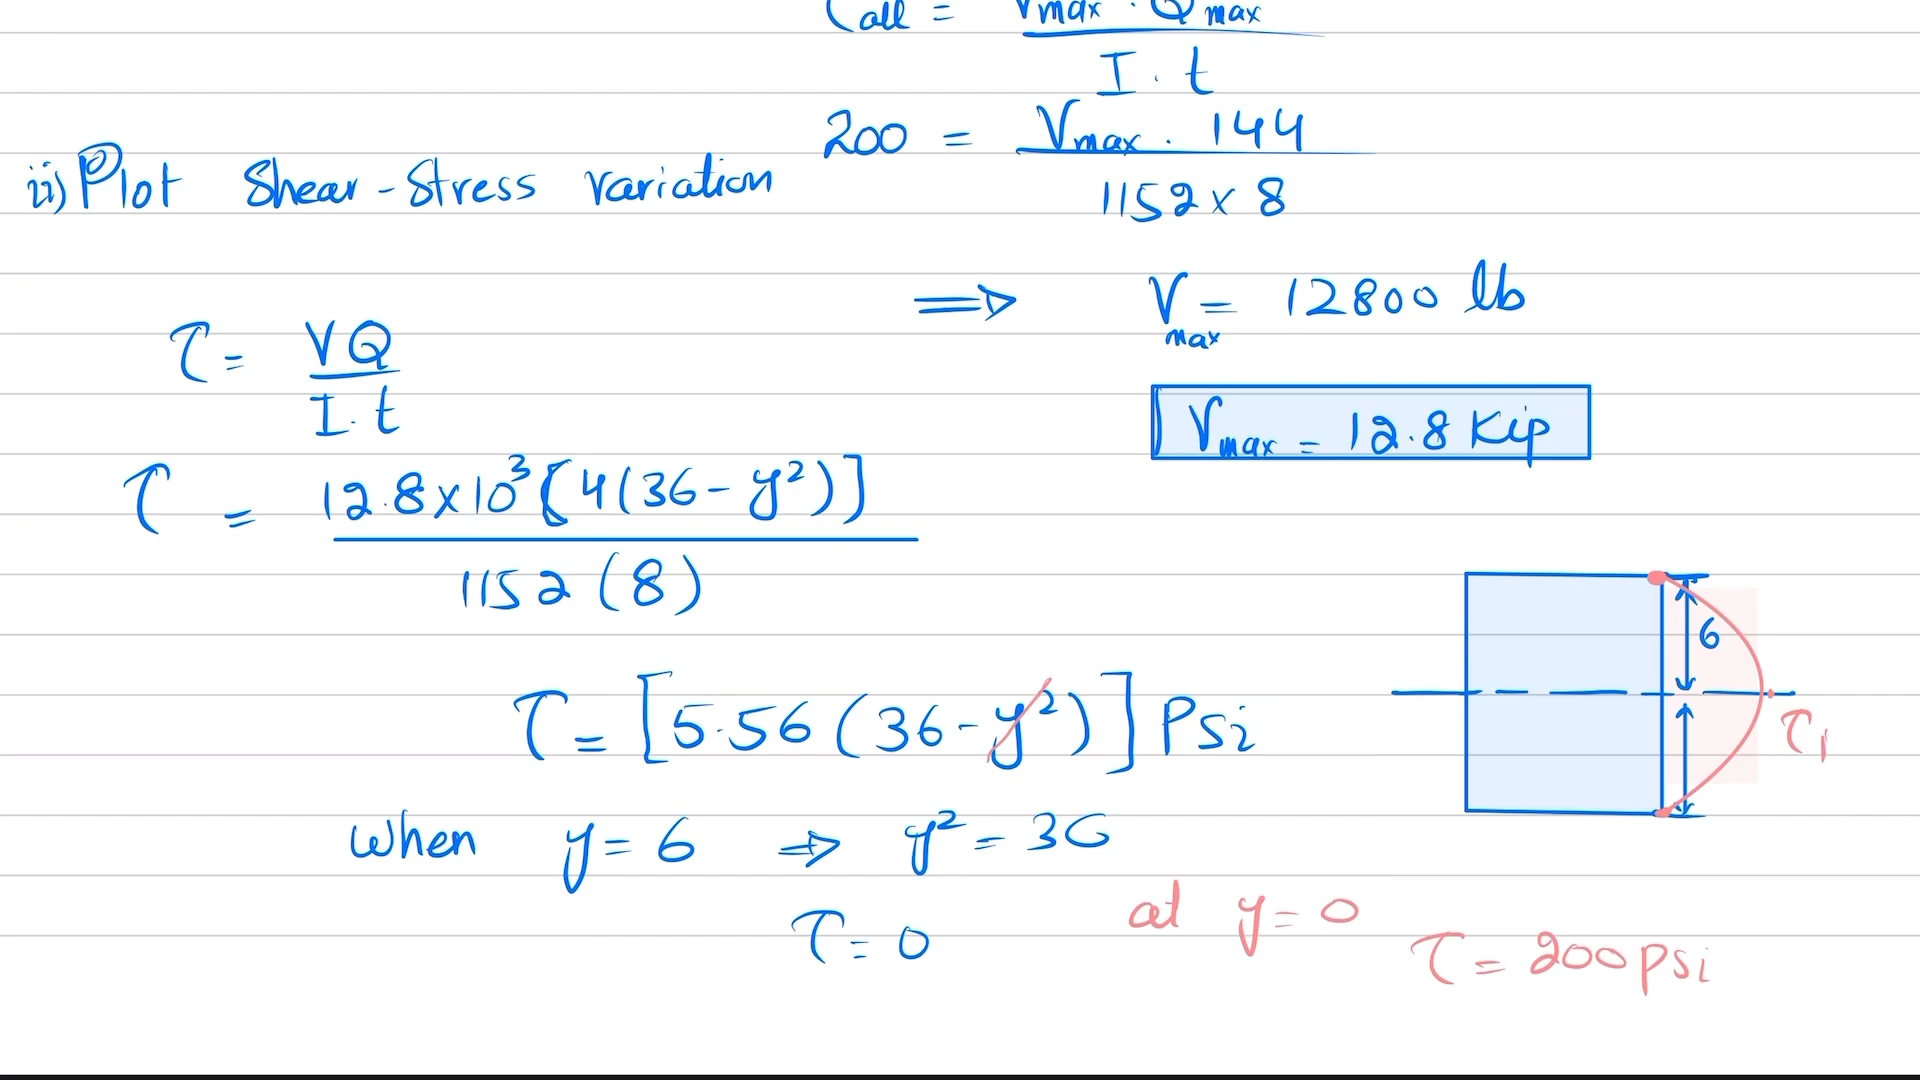 τall = Vmax . Qmax
I . t
200 = Vmax . 144
1152 x 8
ii) Plot Shear-Stress variation
=> Vmax = 12800 lb
τ = VQ
I . t
Vmax = 12.8 Kip
τ = 12.8x10³[4(36 - y²)]
1152 (8)
6
τ = [5.56 (36 - y²)] Psi
τ1
when y = 6 => y² = 36
at y = 0
τ = 0
τ = 200 psi